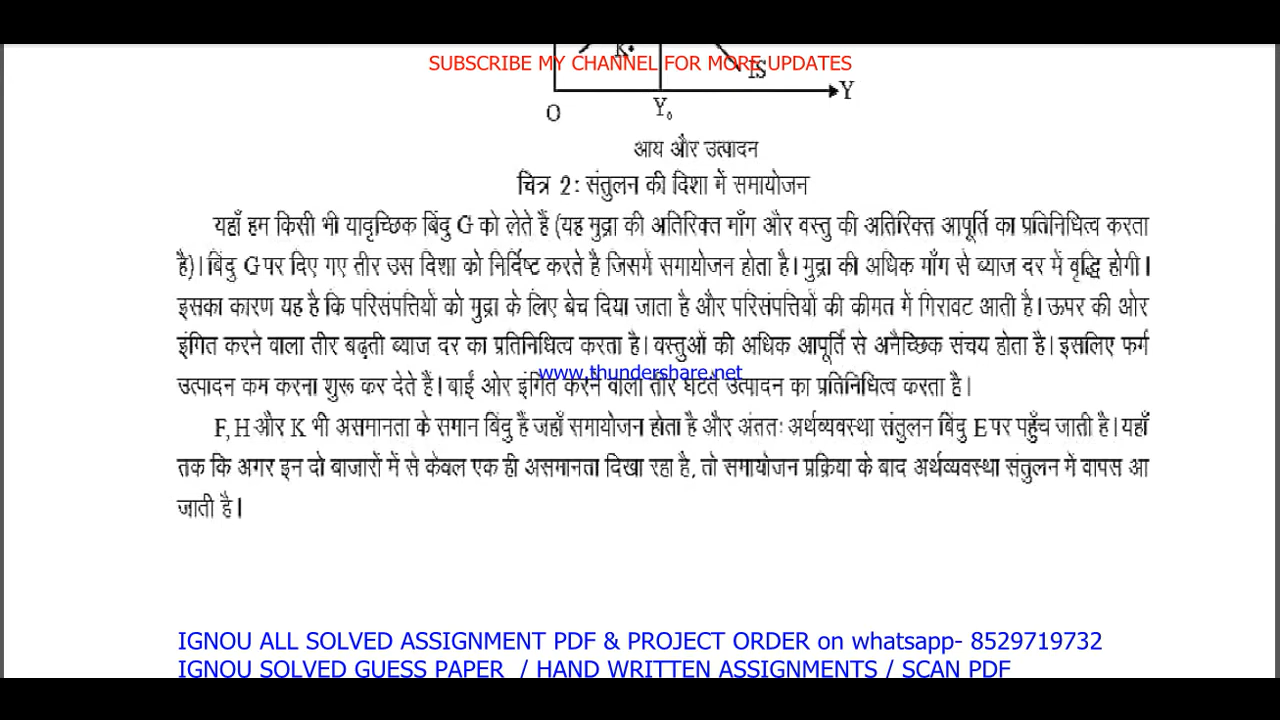 K
SUBSCRIBE MY CHANNEL FOR MORE UPDATES
IS
Y
O
Y₀
आय और उत्पादन
चित्र 2: संतुलन की दिशा में समायोजन
यहाँ हम किसी भी यादृच्छिक बिंदु G को लेते हैं (यह मुद्रा की अतिरिक्त माँग और वस्तु की अतिरिक्त आपूर्ति का प्रतिनिधित्व करता
है)। बिंदु G पर दिए गए तीर उस दिशा को निर्दिष्ट करते है जिसमें समायोजन होता है। मुद्रा की अधिक माँग से ब्याज दर में वृद्धि होगी।
इसका कारण यह है कि परिसंपत्तियों को मुद्रा के लिए बेच दिया जाता है और परिसंपत्तियों की कीमत में गिरावट आती है। ऊपर की ओर
इंगित करने वाला तीर बढ़ती ब्याज दर का प्रतिनिधित्व करता है। वस्तुओं की अधिक आपूर्ति से अनैच्छिक संचय होता है। इसलिए फर्म
www.thundershare.net
उत्पादन कम करना शुरू कर देते हैं। बाईं ओर इंगित करने वाला तीर घटते उत्पादन का प्रतिनिधित्व करता है।
F, H और K भी असमानता के समान बिंदु हैं जहाँ समायोजन होता है और अंततः अर्थव्यवस्था संतुलन बिंदु E पर पहुँच जाती है। यहाँ
तक कि अगर इन दो बाजारों में से केवल एक ही असमानता दिखा रहा है, तो समायोजन प्रक्रिया के बाद अर्थव्यवस्था संतुलन में वापस आ
जाती है।
IGNOU ALL SOLVED ASSIGNMENT PDF & PROJECT ORDER on whatsapp- 8529719732
IGNOU SOLVED GUESS PAPER / HAND WRITTEN ASSIGNMENTS / SCAN PDF